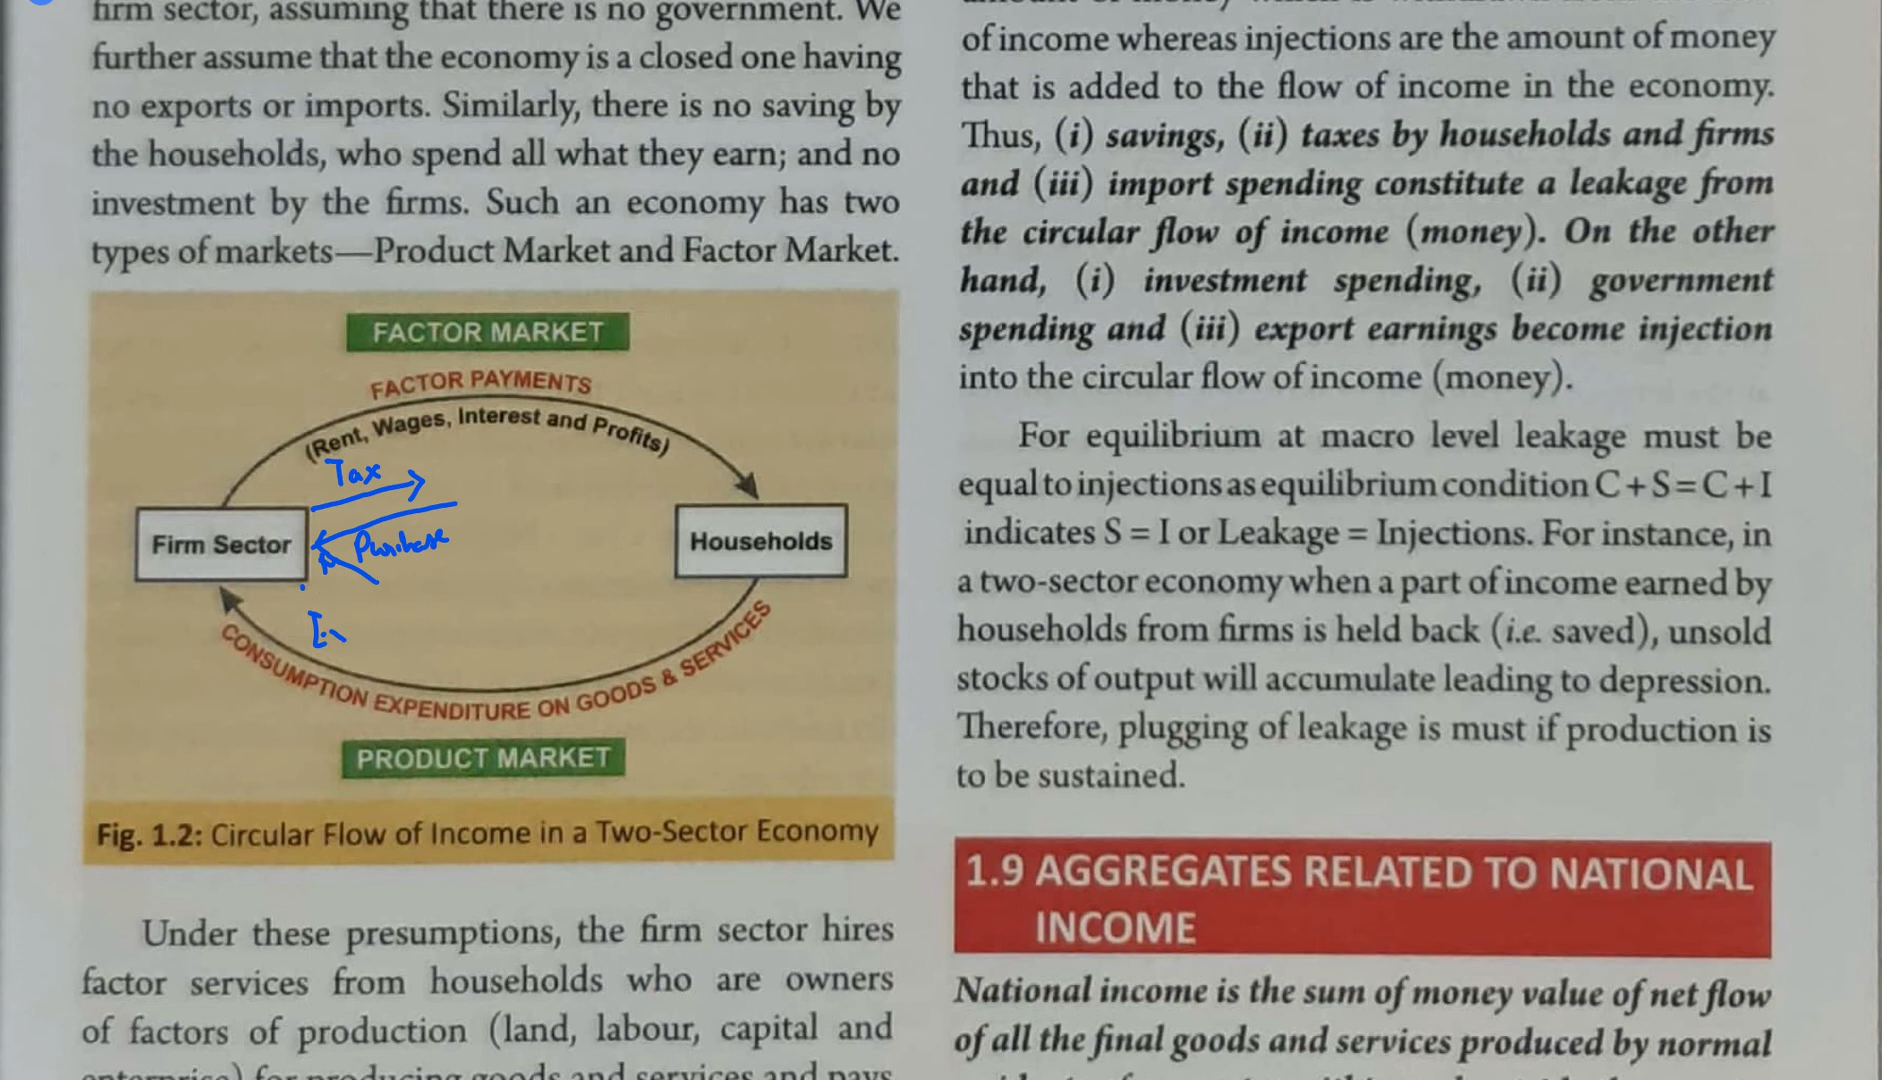 firm sector, assuming that there is no government. We
further assume that the economy is a closed one having
no exports or imports. Similarly, there is no saving by
the households, who spend all what they earn; and no
investment by the firms. Such an economy has two
types of markets—Product Market and Factor Market.
FACTOR MARKET
FACTOR PAYMENTS
(Rent, Wages, Interest and Profits)
Tax
Firm Sector
Purchase
Households
CONSUMPTION EXPENDITURE ON GOODS & SERVICES
PRODUCT MARKET
Fig. 1.2: Circular Flow of Income in a Two-Sector Economy
Under these presumptions, the firm sector hires
factor services from households who are owners
of factors of production (land, labour, capital and
enterprise) for producing goods and services and pays
of income whereas injections are the amount of money
that is added to the flow of income in the economy.
Thus, (i) savings, (ii) taxes by households and firms
and (iii) import spending constitute a leakage from
the circular flow of income (money). On the other
hand, (i) investment spending, (ii) government
spending and (iii) export earnings become injection
into the circular flow of income (money).
For equilibrium at macro level leakage must be
equal to injections as equilibrium condition C + S = C + I
indicates S = I or Leakage = Injections. For instance, in
a two-sector economy when a part of income earned by
households from firms is held back (i.e. saved), unsold
stocks of output will accumulate leading to depression.
Therefore, plugging of leakage is must if production is
to be sustained.
1.9 AGGREGATES RELATED TO NATIONAL
INCOME
National income is the sum of money value of net flow
of all the final goods and services produced by normal